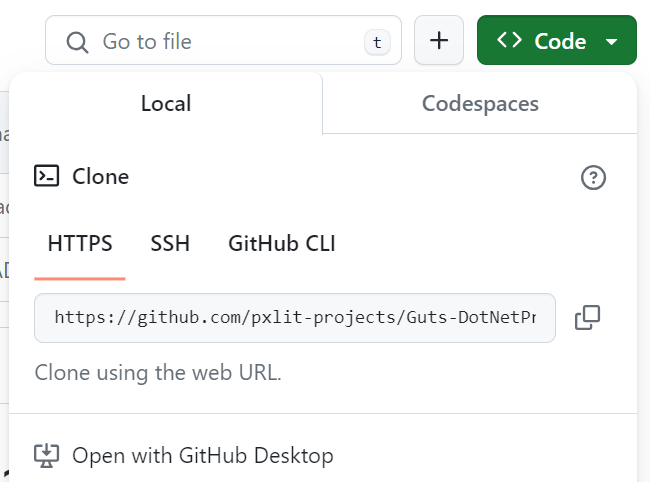 Go to file t + Code
Local Codespaces
Clone
HTTPS SSH GitHub CLI
https://github.com/pxlit-projects/Guts-DotNetPr
Clone using the web URL.
Open with GitHub Desktop